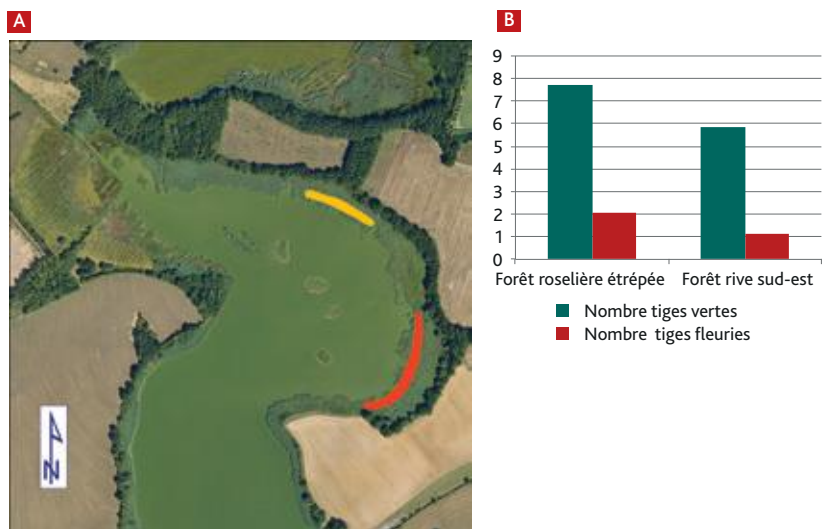 A
N
B
9
8
7
6
5
4
3
2
1
0
Forêt roselière étrépée Forêt rive sud-est
Nombre tiges vertes
Nombre tiges fleuries